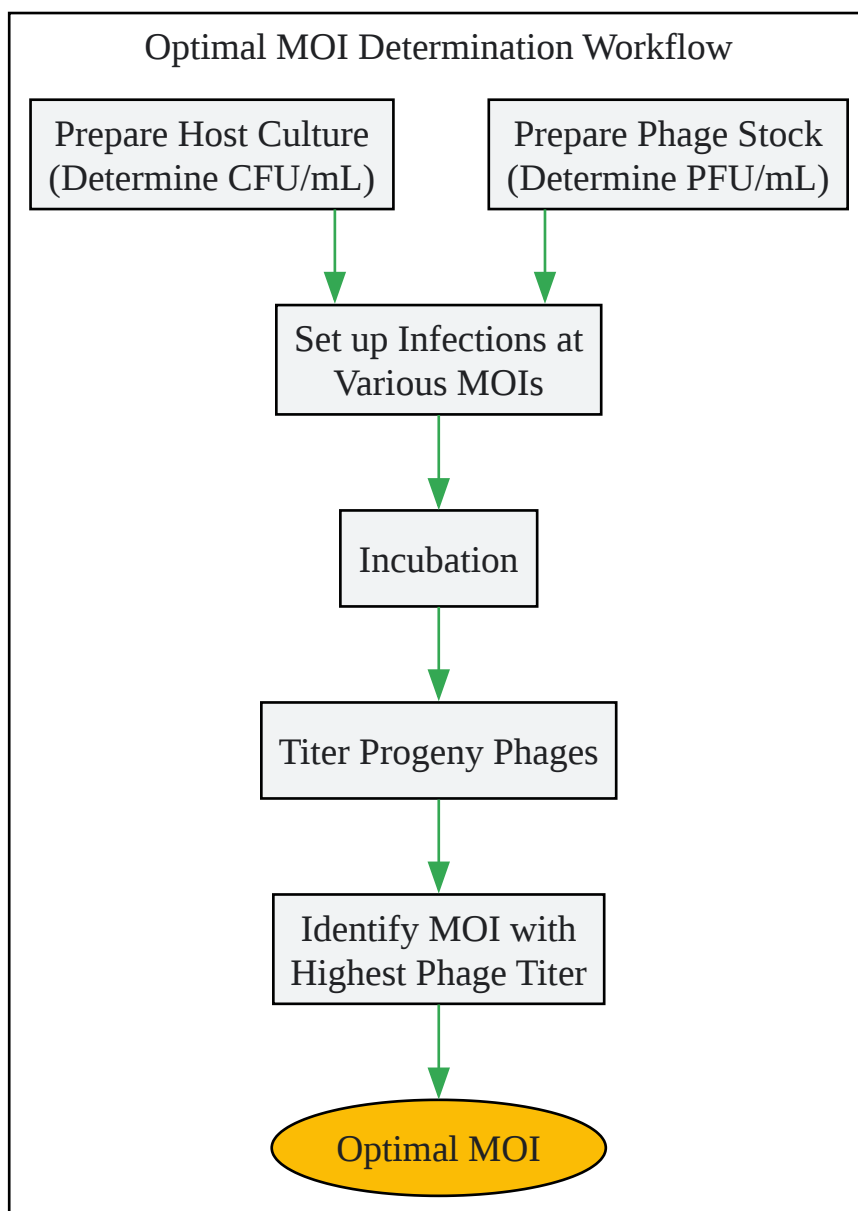 Optimal MOI Determination Workflow
Prepare Host Culture
(Determine CFU/mL)
Prepare Phage Stock
(Determine PFU/mL)
Set up Infections at
Various MOIs
Incubation
Titer Progeny Phages
Identify MOI with
Highest Phage Titer
Optimal MOI